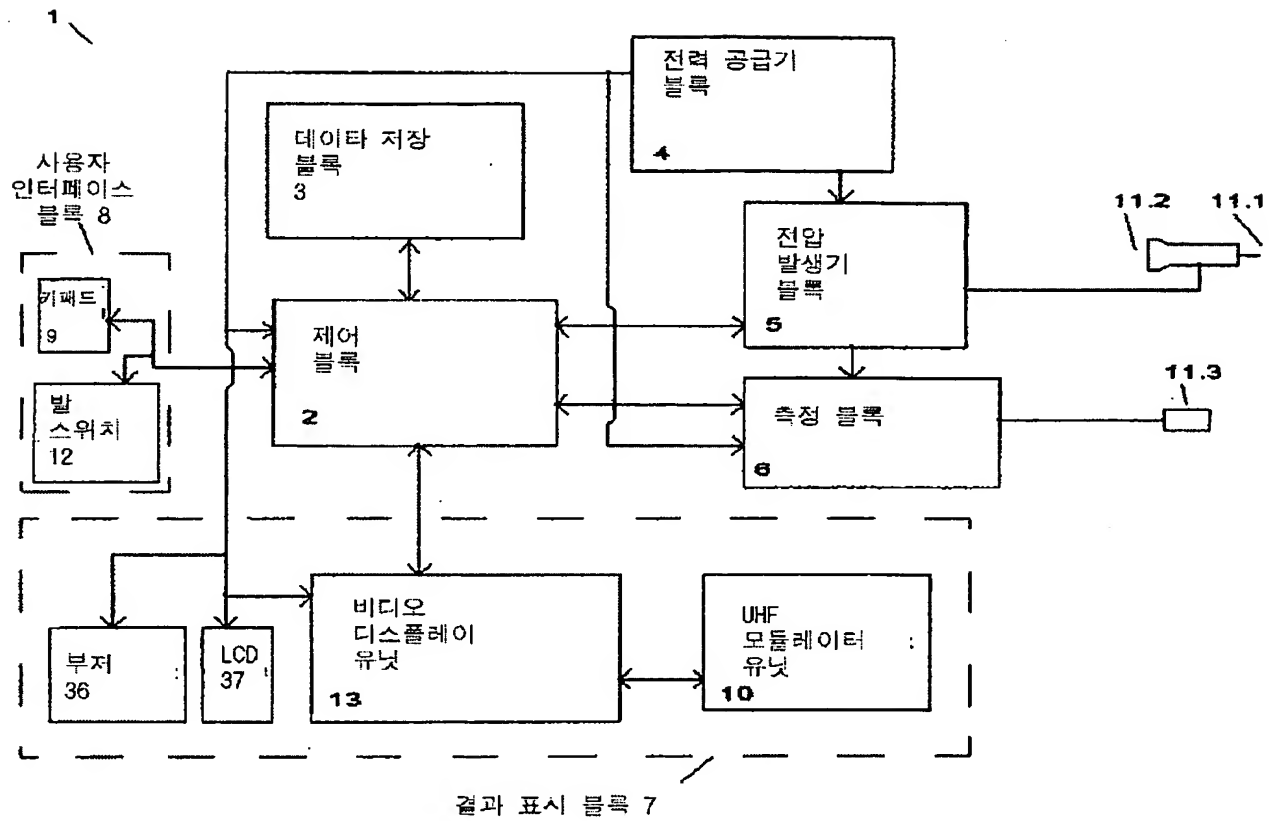 1
전력 공급기
블록
4
데이타 저장
블록
3
사용자
인터페이스
블록 8
11.2
11.1
전압
발생기
블록
5
키패드
9
제어
블록
2
발
스위치
12
11.3
측정 블록
6
비디오
디스플레이
유닛
13
UHF
모듈레이터
유닛
10
부저
36
LCD
37
결과 표시 블록 7